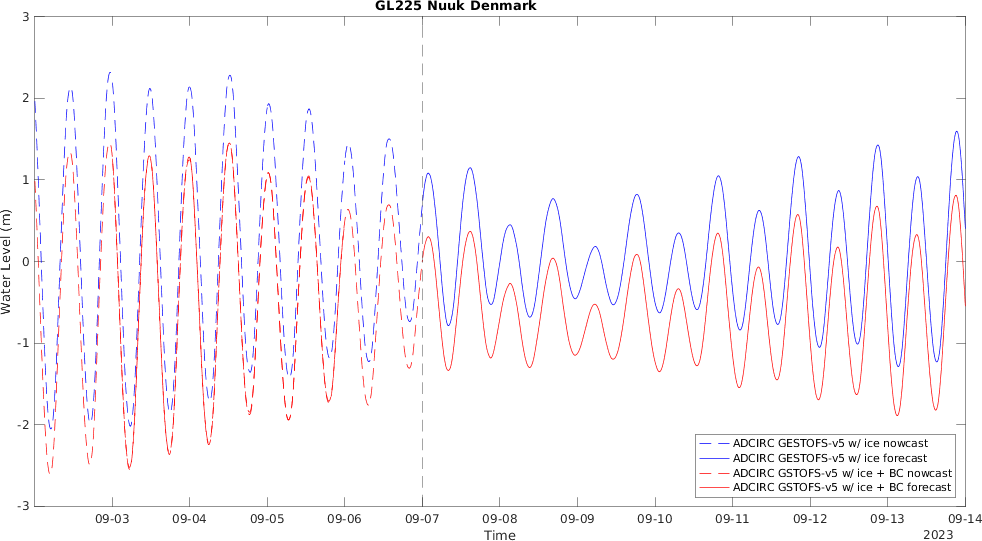 GL225 Nuuk Denmark
3
2
1
0
-1
-2
-3
Water Level (m)
ADCIRC GESTOFS-v5 w/ ice nowcast
ADCIRC GESTOFS-v5 w/ ice forecast
ADCIRC GSTOFS-v5 w/ ice + BC nowcast
ADCIRC GSTOFS-v5 w/ ice + BC forecast
09-03 09-04 09-05 09-06 09-07 09-08 09-09 09-10 09-11 09-12 09-13 09-14
Time
2023